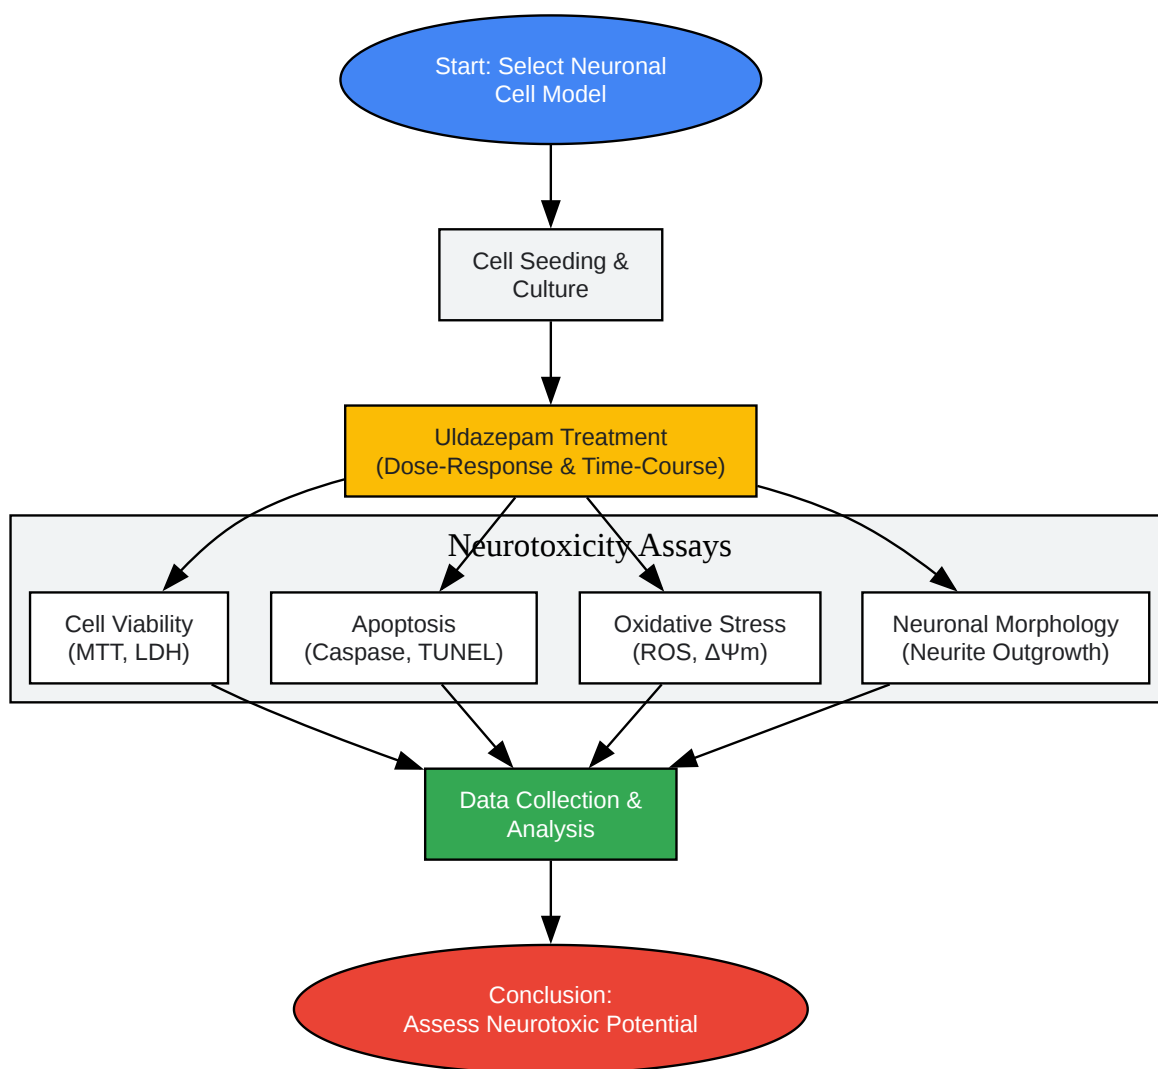 Start: Select Neuronal
Cell Model
Cell Seeding &
Culture
Uldazepam Treatment
(Dose-Response & Time-Course)
Neurotoxicity Assays
Cell Viability
(MTT, LDH)
Apoptosis
(Caspase, TUNEL)
Oxidative Stress
(ROS, ΔΨm)
Neuronal Morphology
(Neurite Outgrowth)
Data Collection &
Analysis
Conclusion:
Assess Neurotoxic Potential